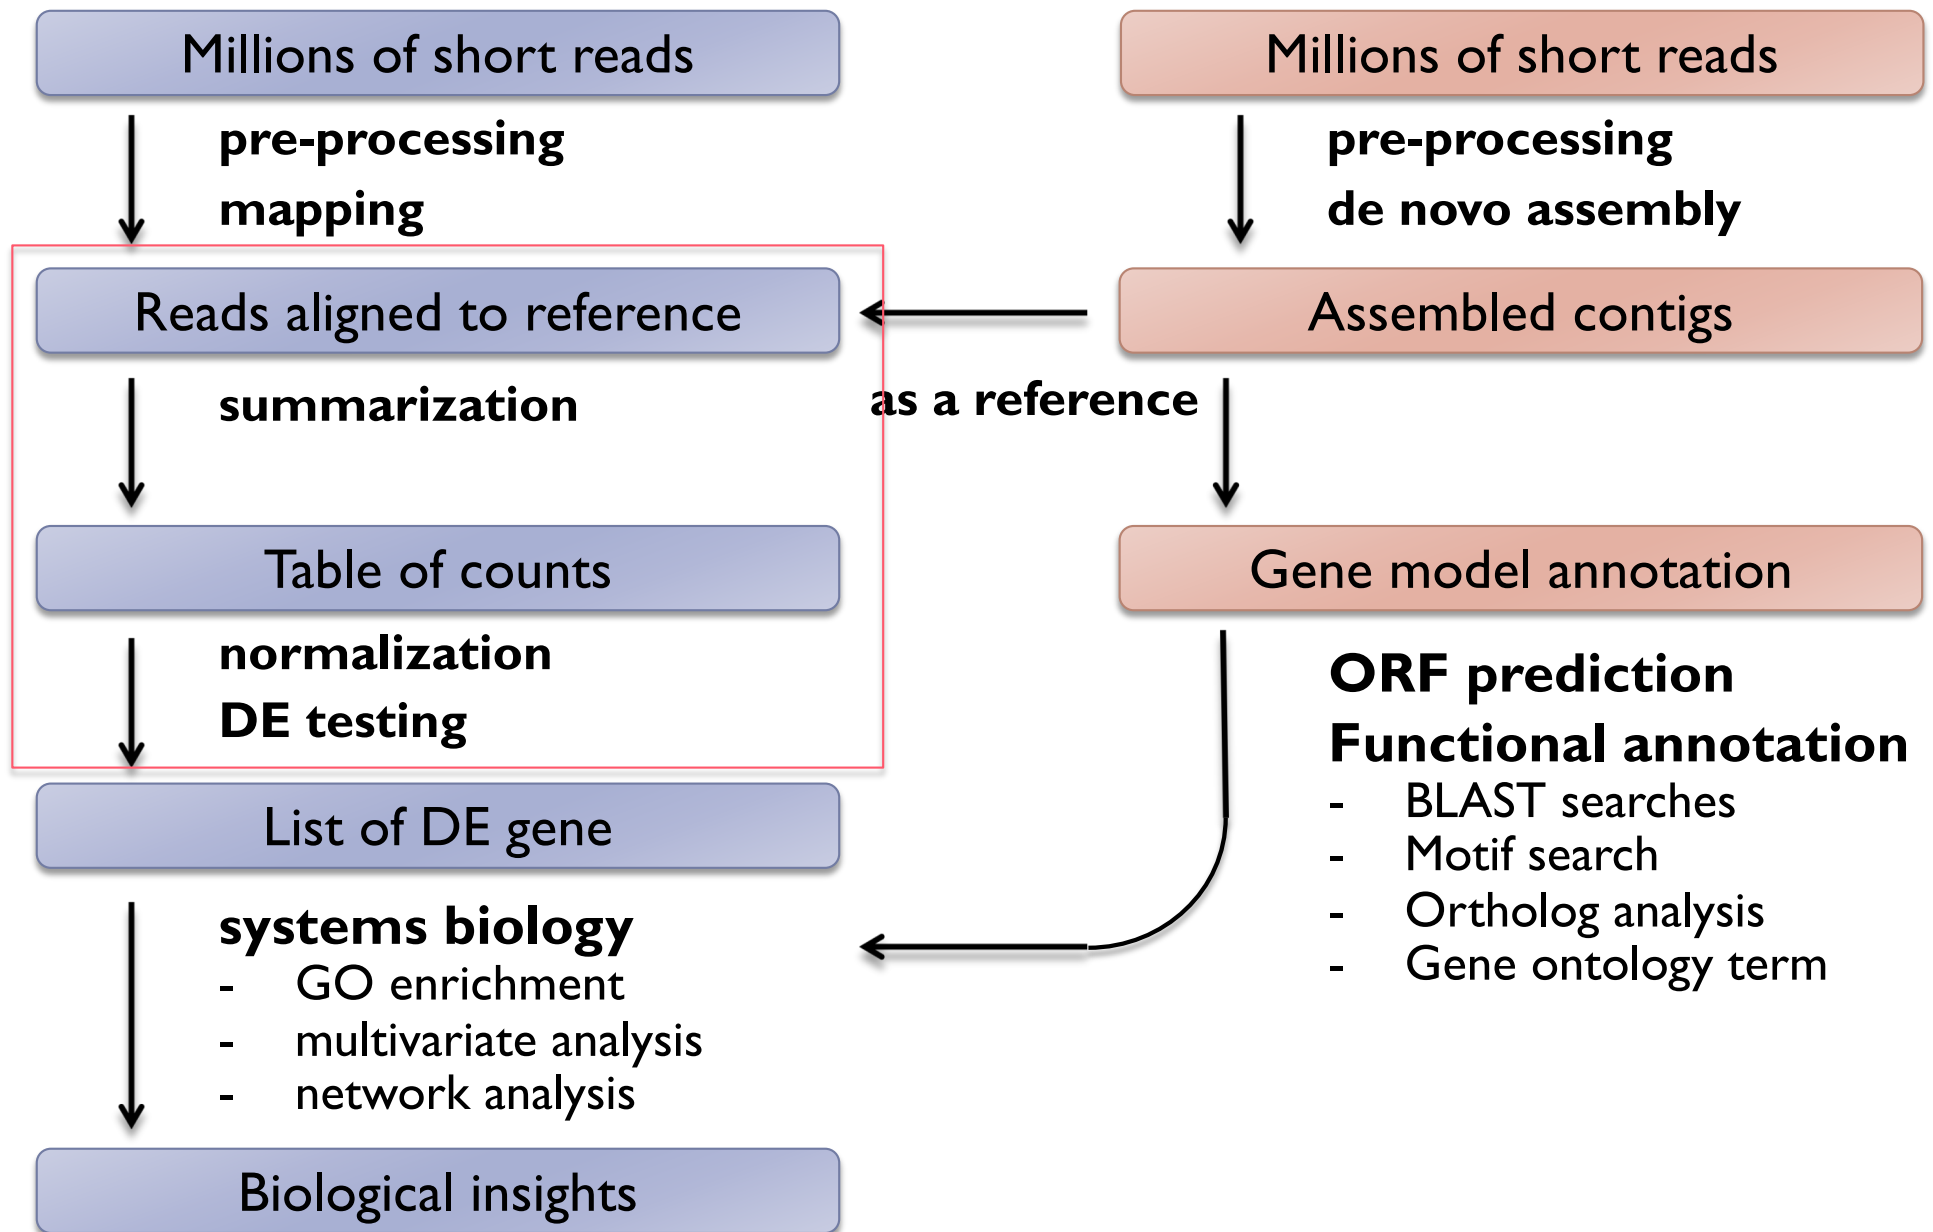 Millions of short reads
pre-processing
mapping
Reads aligned to reference
summarization
Table of counts
normalization
DE testing
List of DE gene
systems biology
- GO enrichment
- multivariate analysis
- network analysis
Biological insights
Millions of short reads
pre-processing
de novo assembly
Assembled contigs
as a reference
Gene model annotation
ORF prediction
Functional annotation
- BLAST searches
- Motif search
- Ortholog analysis
- Gene ontology term